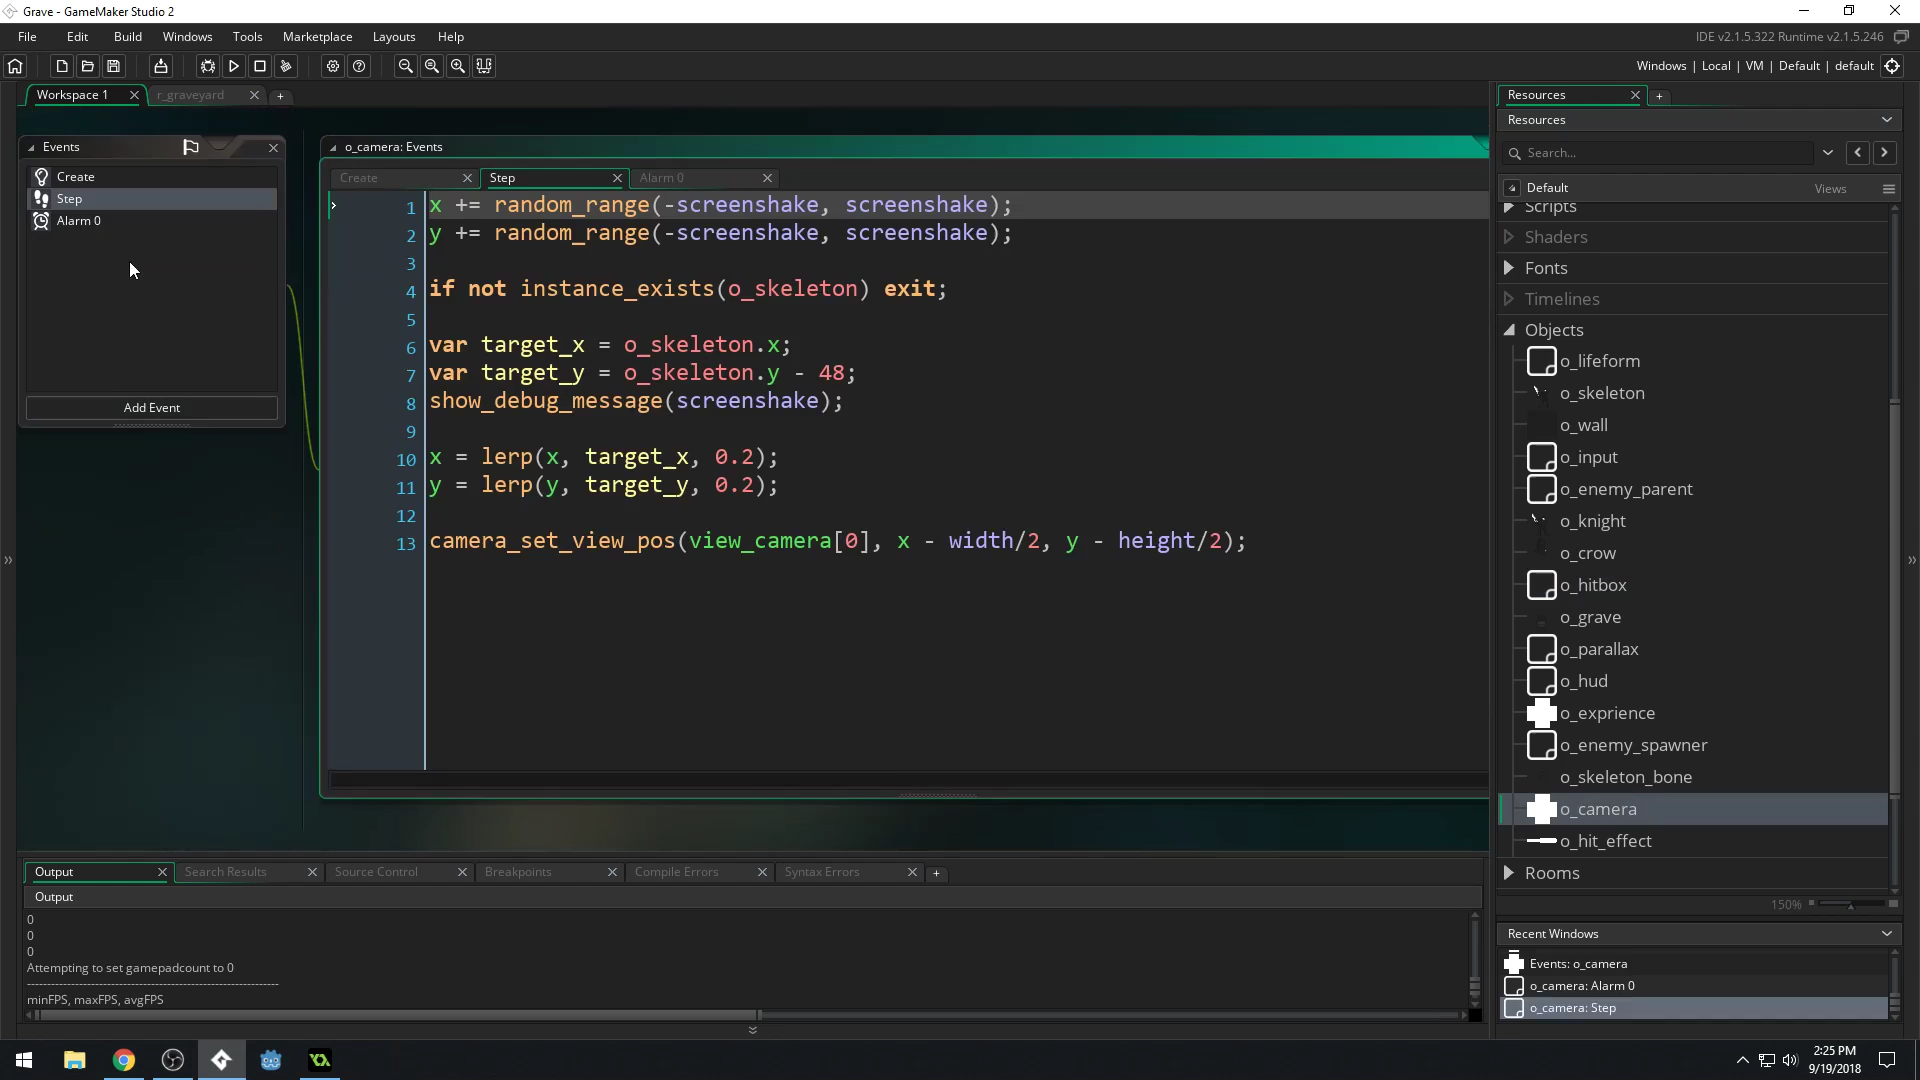 Grave - GameMaker Studio 2
File Edit Build Windows Tools Marketplace Layouts Help
IDE v2.1.5.322 Runtime v2.1.5.246
Windows | Local | VM | Default | default
Workspace 1
r_graveyard
Events
Create
Step
Alarm 0
Add Event
o_camera: Events
Create
Step
Alarm 0
1 x += random_range(-screenshake, screenshake);
2 y += random_range(-screenshake, screenshake);
3
4 if not instance_exists(o_skeleton) exit;
5
6 var target_x = o_skeleton.x;
7 var target_y = o_skeleton.y - 48;
8 show_debug_message(screenshake);
9
10 x = lerp(x, target_x, 0.2);
11 y = lerp(y, target_y, 0.2);
12
13 camera_set_view_pos(view_camera[0], x - width/2, y - height/2);
Output
Search Results
Source Control
Breakpoints
Compile Errors
Syntax Errors
Output
0
0
0
Attempting to set gamepadcount to 0
--------------------------------------------------------------
minFPS, maxFPS, avgFPS
Resources
Resources
Search...
Default
Views
Scripts
Shaders
Fonts
Timelines
Objects
o_lifeform
o_skeleton
o_wall
o_input
o_enemy_parent
o_knight
o_crow
o_hitbox
o_grave
o_parallax
o_hud
o_exprience
o_enemy_spawner
o_skeleton_bone
o_camera
o_hit_effect
Rooms
150%
Recent Windows
Events: o_camera
o_camera: Alarm 0
o_camera: Step
2:25 PM
9/19/2018